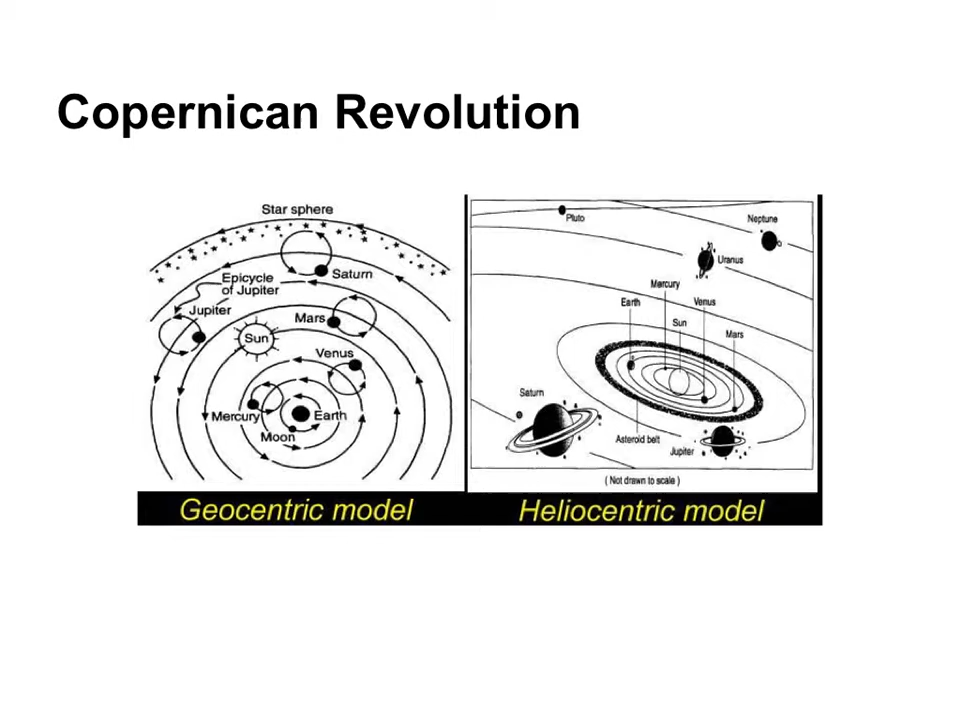 Copernican Revolution
Star sphere
Saturn
Epicycle
of Jupiter
Jupiter
Mars
Sun
Venus
Mercury
Earth
Moon
Geocentric model
Pluto
Neptune
Uranus
Mercury
Earth
Venus
Sun
Mars
Saturn
Asteroid belt
Jupiter
( Not drawn to scale )
Heliocentric model